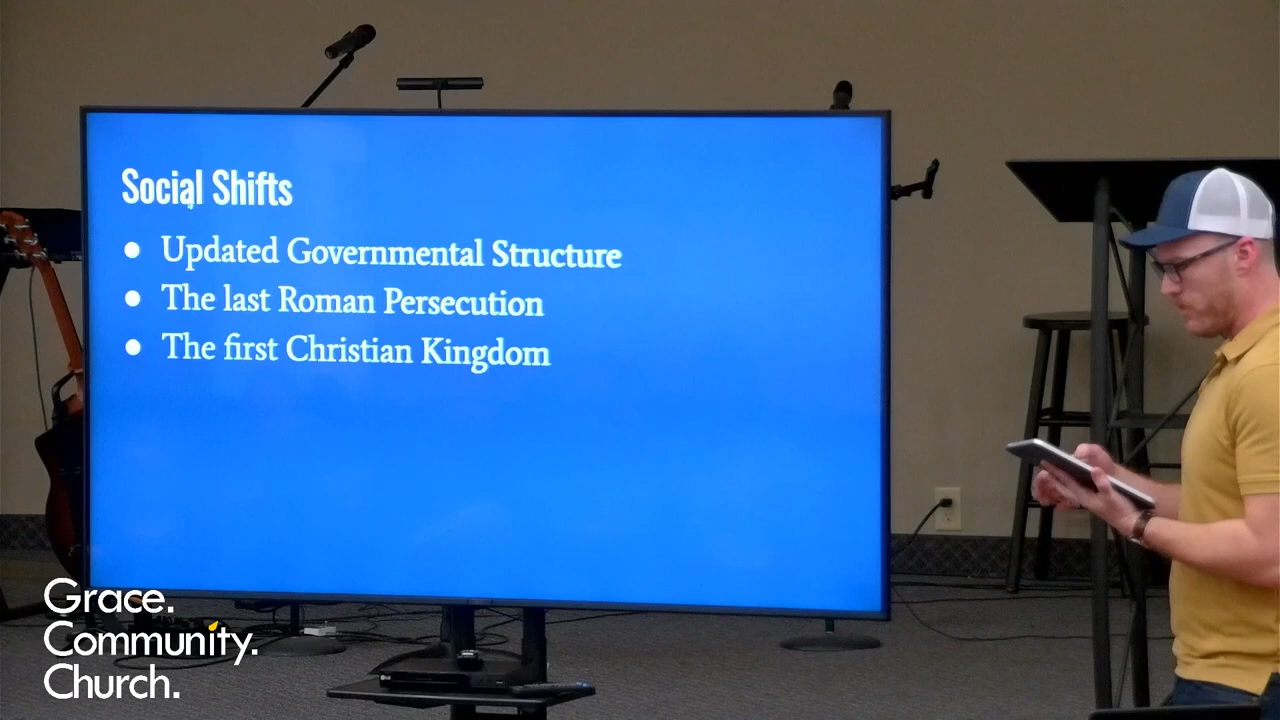 Social Shifts
● Updated Governmental Structure
● The last Roman Persecution
● The first Christian Kingdom
Grace.
Community.
Church.